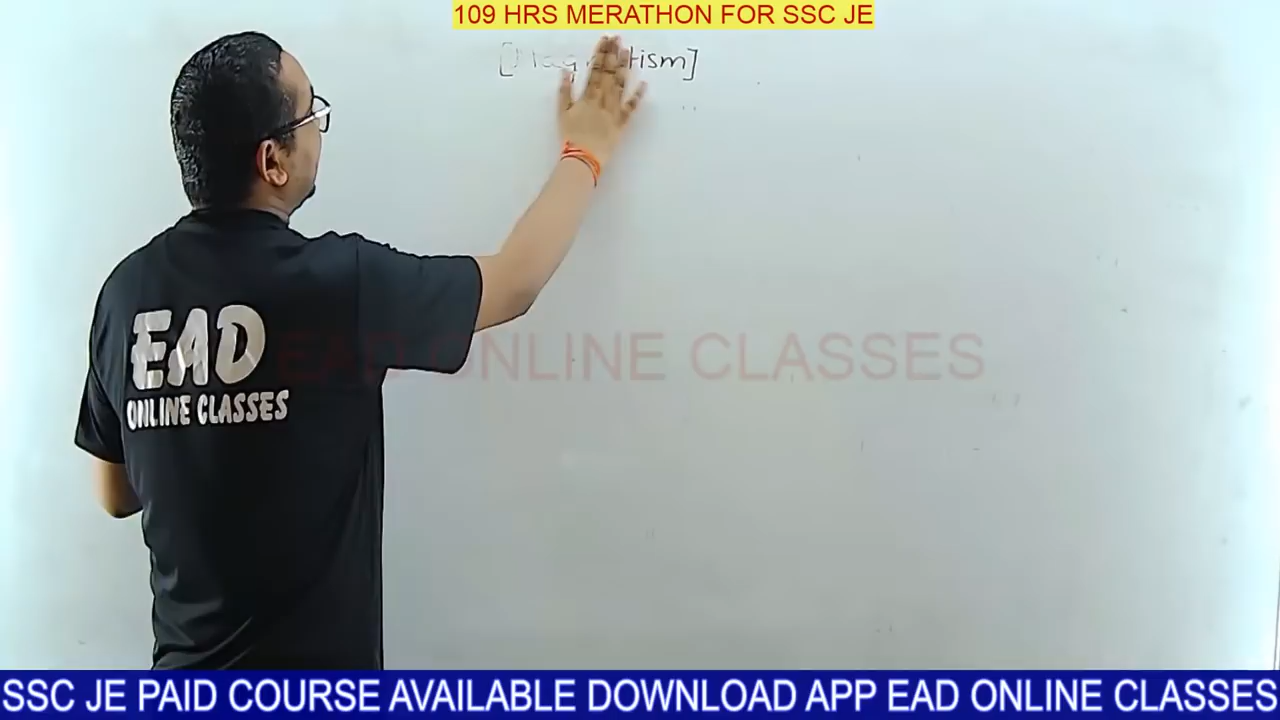 109 HRS MERATHON FOR SSC JE
EAD
ONLINE CLASSES
EAD ONLINE CLASSES
SSC JE PAID COURSE AVAILABLE DOWNLOAD APP EAD ONLINE CLASSES